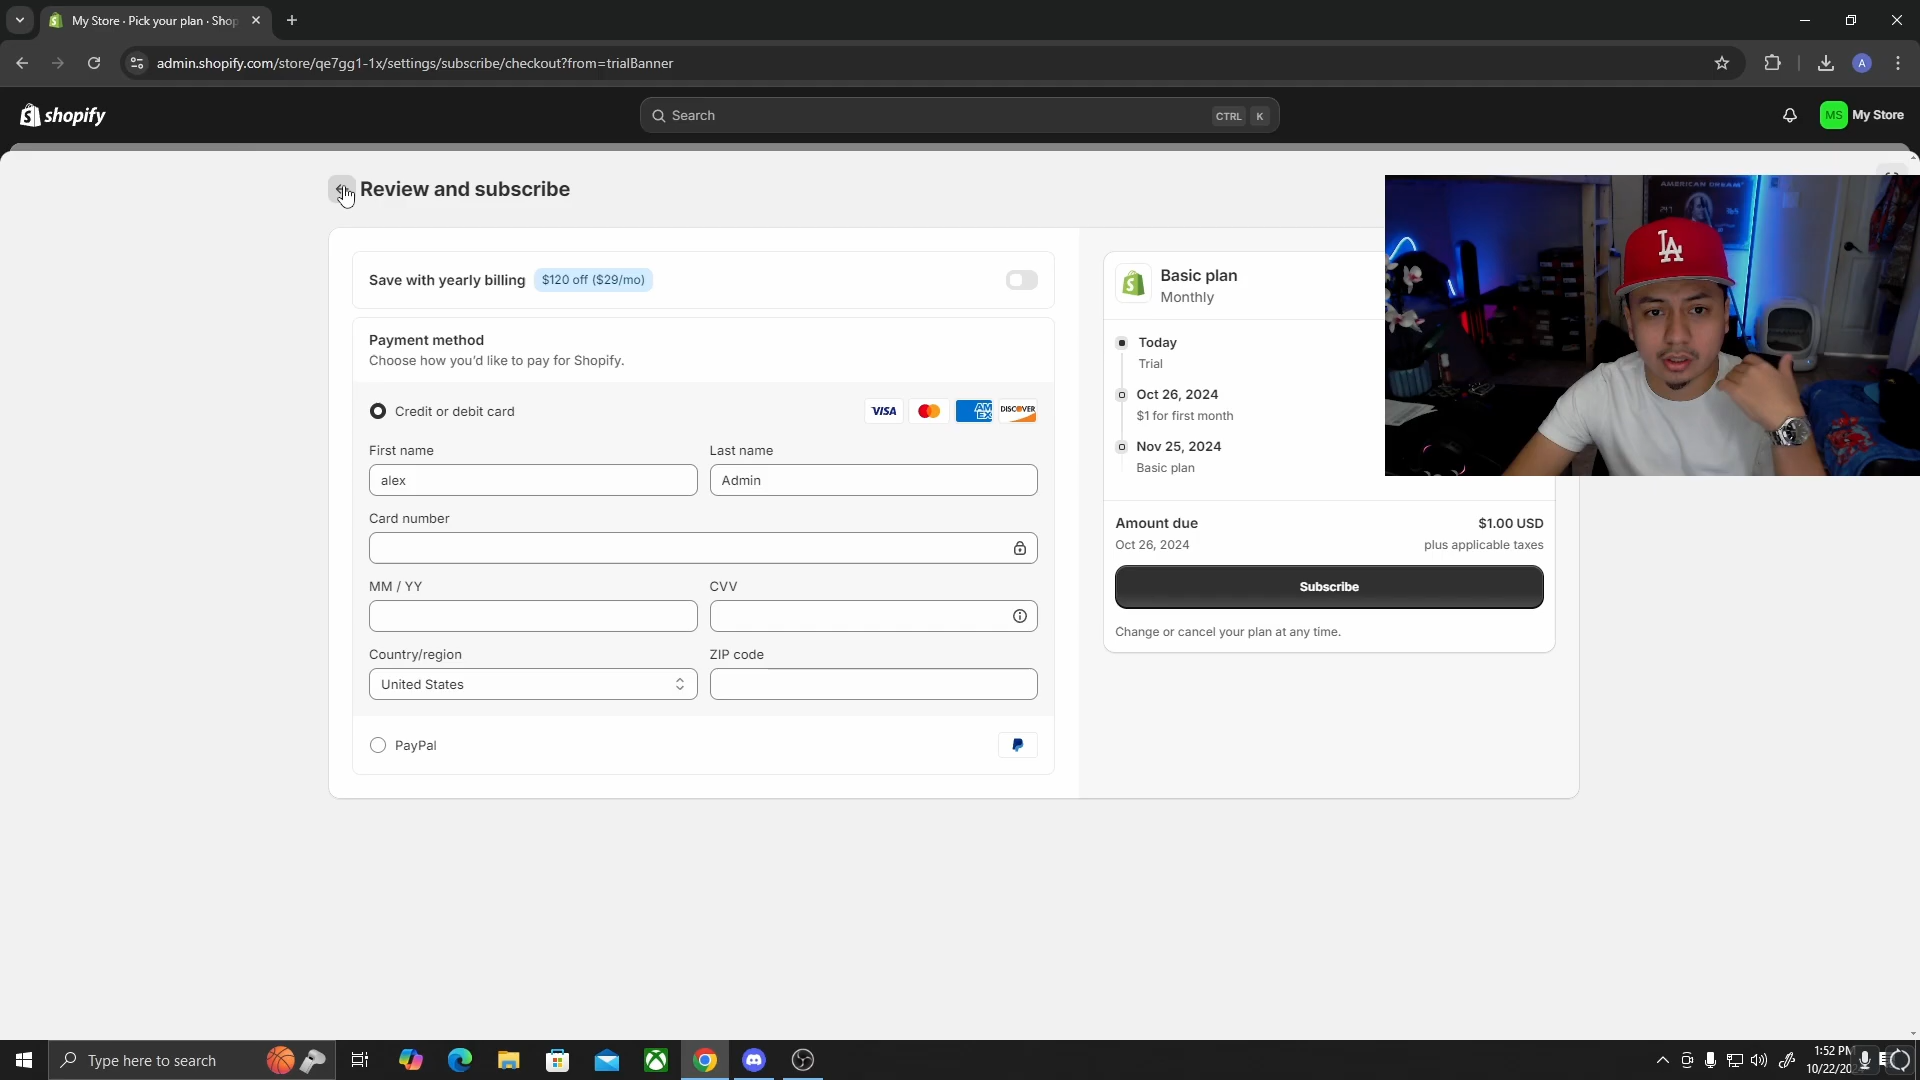 My Store · Pick your plan · Shop
admin.shopify.com/store/qe7gg1-1x/settings/subscribe/checkout?from=trialBanner
A
shopify
Search
CTRL K
MS My Store
Review and subscribe
Save with yearly billing $120 off ($29/mo)
Payment method
Choose how you'd like to pay for Shopify.
Credit or debit card
VISA
AM EX
DISCOVER
First name
Last name
alex
Admin
Card number
MM / YY
CVV
Country/region
ZIP code
United States
PayPal
Basic plan
Monthly
Today
Trial
Oct 26, 2024
$1 for first month
Nov 25, 2024
Basic plan
Amount due
$1.00 USD
Oct 26, 2024
plus applicable taxes
Subscribe
Change or cancel your plan at any time.
AMERICAN DREAM
LA
Type here to search
1:52 PM